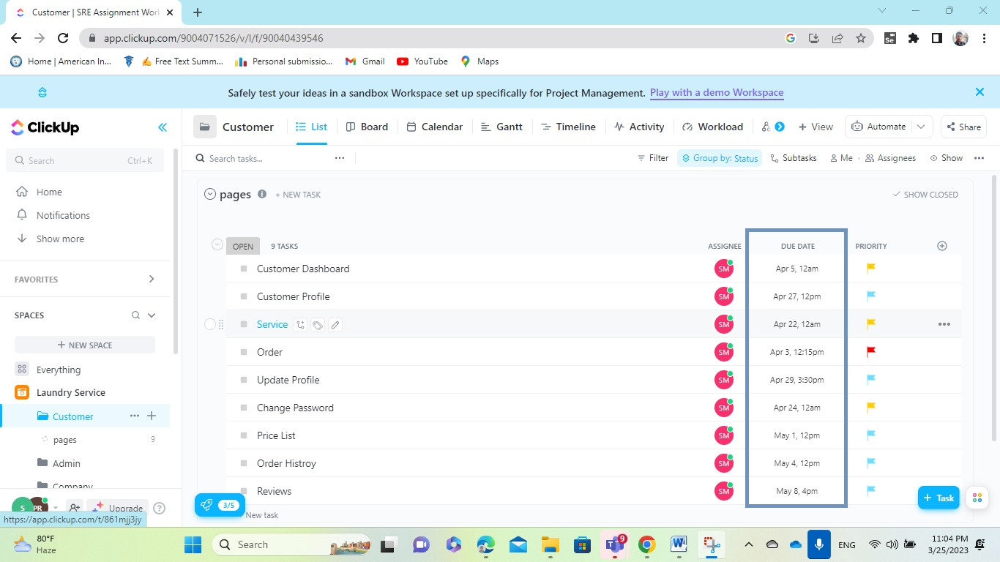 Customer | SRE Assignment Work
app.clickup.com/9004071526/v/l/f/90040439546
Se
Home | American In...
Free Text Summ...
Personal submissio...
Gmail
YouTube
Maps
Safely test your ideas in a sandbox Workspace set up specifically for Project Management. Play with a demo Workspace
ClickUp
Customer
List
Board
Calendar
Gantt
Timeline
Activity
Workload
+ View
Automate
Share
Search
Ctrl+K
Search tasks...
Filter
Group by: Status
Subtasks
Me
Assignees
Show
Home
Notifications
Show more
FAVORITES
SPACES
+ NEW SPACE
Everything
Laundry Service
Customer
pages
9
Admin
Company
S
PR
Upgrade
https://app.clickup.com/t/861mjj3jy
pages
+ NEW TASK
SHOW CLOSED
OPEN 9 TASKS ASSIGNEE DUE DATE PRIORITY
Customer Dashboard SM Apr 5, 12am
Customer Profile SM Apr 27, 12pm
Service SM Apr 22, 12am
Order SM Apr 3, 12:15pm
Update Profile SM Apr 29, 3:30pm
Change Password SM Apr 24, 12am
Price List SM May 1, 12pm
Order Histroy SM May 4, 12pm
Reviews SM May 8, 4pm
3/5
New task
+ Task
80°F
Haze
Search
9
ENG
11:04 PM
3/25/2023